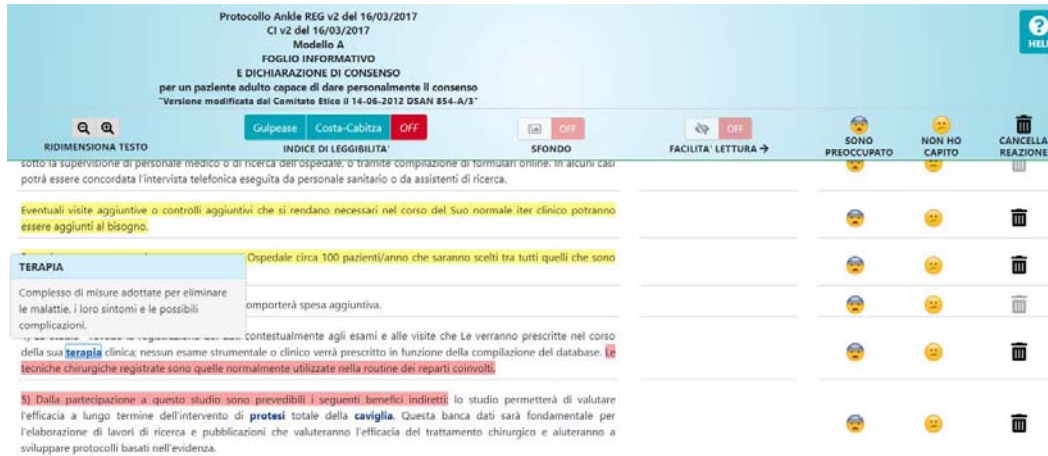 Protocollo Ankle REG v2 del 16/03/2017
CI v2 del 16/03/2017
Modello A
FOGLIO INFORMATIVO
E DICHIARAZIONE DI CONSENSO
per un paziente adulto capace di dare personalmente il consenso
"Versione modificata dal Comitato Etico il 14-06-2012 DSAN 854-A/3"
HEL
RIDIMENSIONA TESTO
Gulpease Costa-Cabitza OFF
INDICE DI LEGGIBILITA'
OFF
SFONDO
OFF
FACILITA' LETTURA →
SONO PREOCCUPATO
NON HO CAPITO
CANCELLA REAZIONE
sotto la supervisione di personale medico o di ricerca dell'ospedale, o tramite compilazione di formulari online. In alcuni casi
potrà essere concordata l'intervista telefonica eseguita da personale sanitario o da assistenti di ricerca.
Eventuali visite aggiuntive o controlli aggiuntivi che si rendano necessari nel corso del Suo normale iter clinico potranno
essere aggiunti al bisogno.
Ospedale circa 100 pazienti/anno che saranno scelti tra tutti quelli che sono
TERAPIA
Complesso di misure adottate per eliminare
le malattie, i loro sintomi e le possibili
complicazioni.
omporterà spesa aggiuntiva.
contestualmente agli esami e alle visite che Le verranno prescritte nel corso
della sua terapia clinica; nessun esame strumentale o clinico verrà prescritto in funzione della compilazione del database. Le
tecniche chirurgiche registrate sono quelle normalmente utilizzate nella routine dei reparti coinvolti.
5) Dalla partecipazione a questo studio sono prevedibili i seguenti benefici indiretti: lo studio permetterà di valutare
l'efficacia a lungo termine dell'intervento di protesi totale della caviglia. Questa banca dati sarà fondamentale per
l'elaborazione di lavori di ricerca e pubblicazioni che valuteranno l'efficacia del trattamento chirurgico e aiuteranno a
sviluppare protocolli basati nell'evidenza.